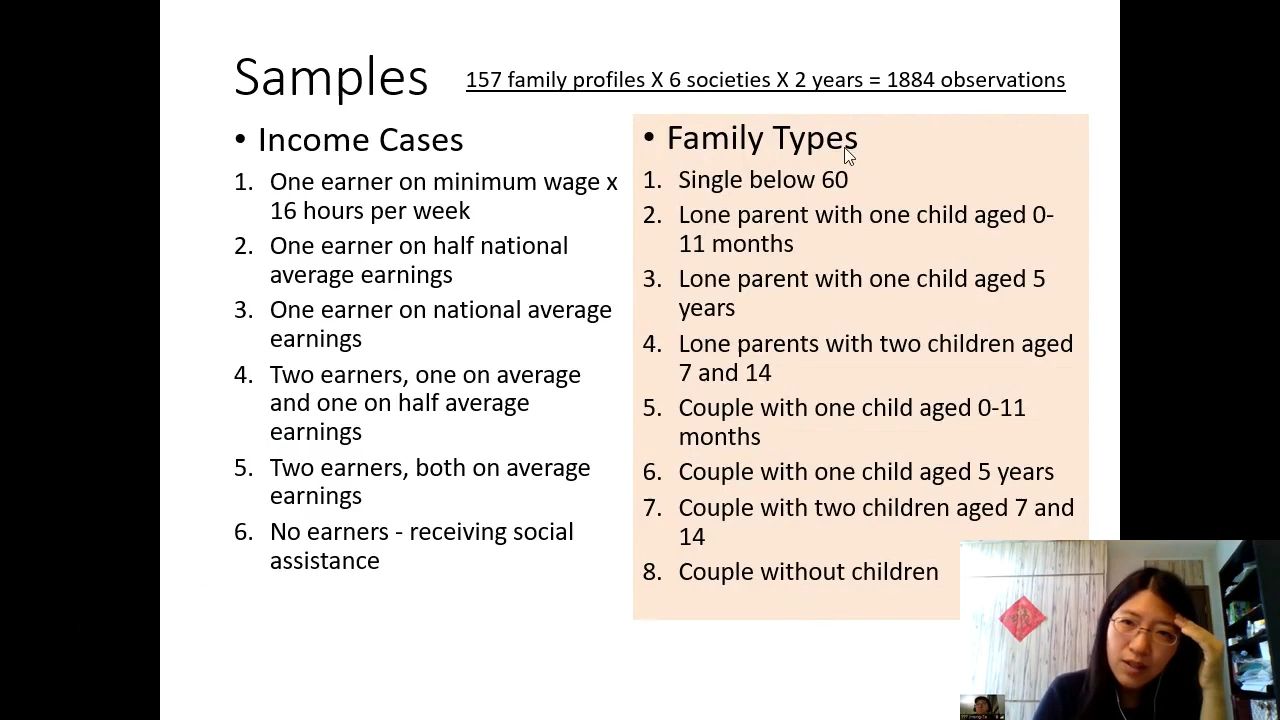 Samples
157 family profiles X 6 societies X 2 years = 1884 observations
• Income Cases
1. One earner on minimum wage x
16 hours per week
2. One earner on half national
average earnings
3. One earner on national average
earnings
4. Two earners, one on average
and one on half average
earnings
5. Two earners, both on average
earnings
6. No earners - receiving social
assistance
• Family Types
1. Single below 60
2. Lone parent with one child aged 0-
11 months
3. Lone parent with one child aged 5
years
4. Lone parents with two children aged
7 and 14
5. Couple with one child aged 0-11
months
6. Couple with one child aged 5 years
7. Couple with two children aged 7 and
14
8. Couple without children